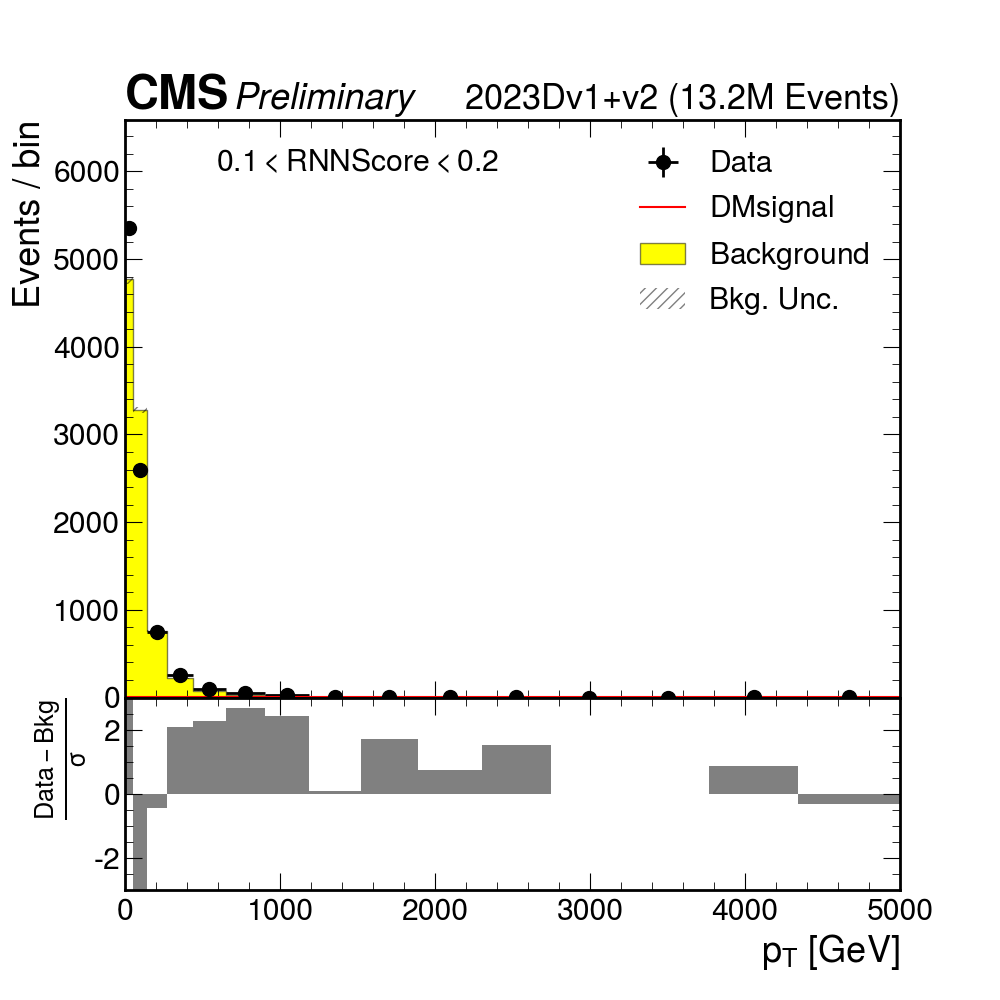 CMS Preliminary 2023Dv1+v2 (13.2M Events)
Events / bin
0.1 < RNNScore < 0.2
Data
DMsignal
Background
Bkg. Unc.
6000
5000
4000
3000
2000
1000
0
Data − Bkg
σ
2
0
-2
0 1000 2000 3000 4000 5000
pT [GeV]